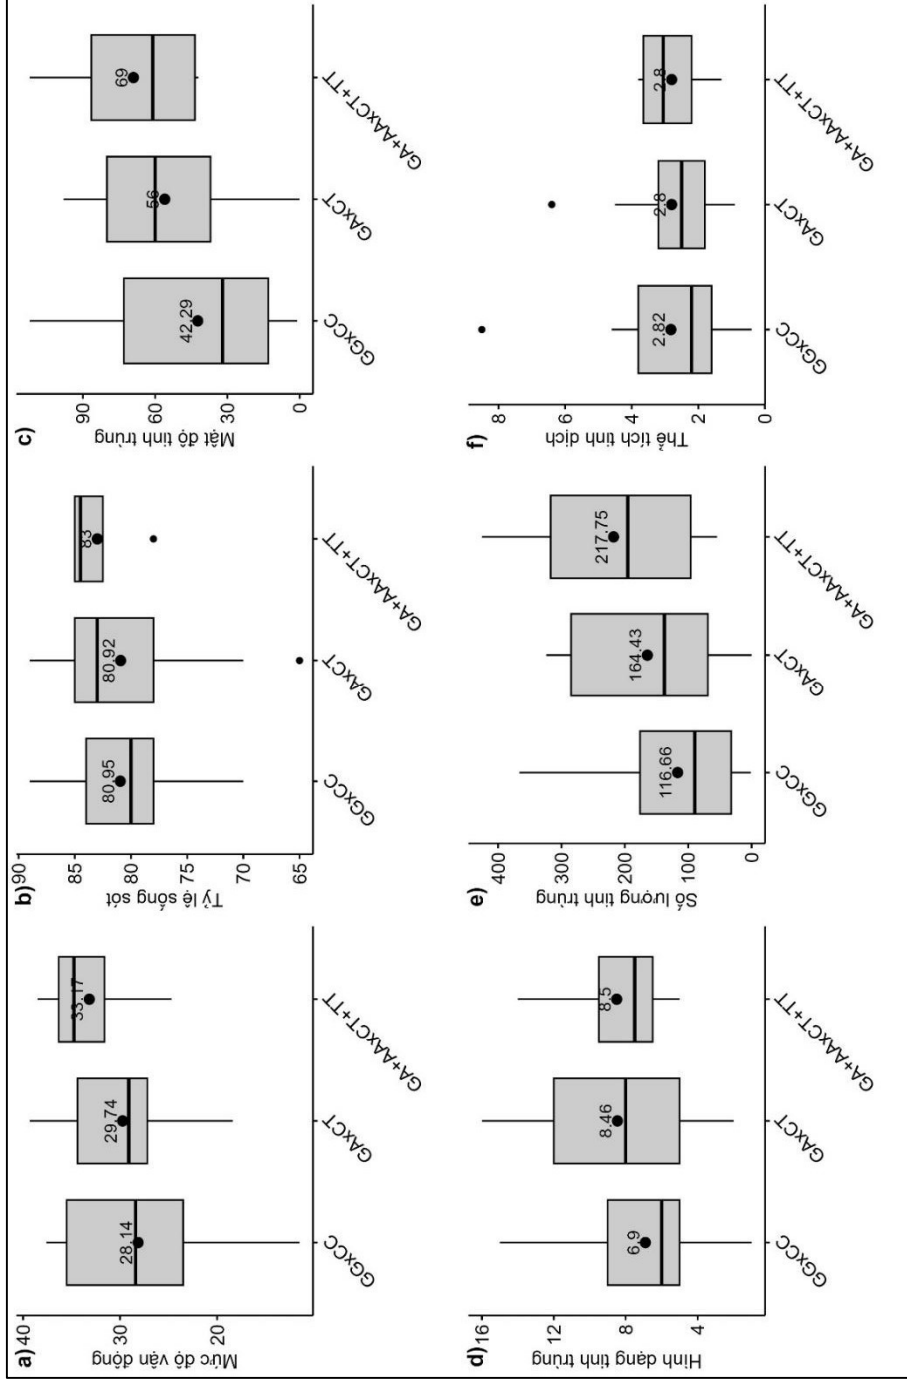 a)
Mức độ vận động
40
30
20
28.14
29.74
33.17
GGxCC
GAxCT
GA+AAxCT+TT
b)
Tỷ lệ sống sót
90
85
80
75
70
65
80.95
80.92
83
GGxCC
GAxCT
GA+AAxCT+TT
c)
Mật độ tinh trùng
90
60
30
0
42.29
56
69
GGxCC
GAxCT
GA+AAxCT+TT
d)
Hình dạng tinh trùng
16
12
8
4
6.9
8.46
8.5
GGxCC
GAxCT
GA+AAxCT+TT
e)
Số lượng tinh trùng
400
300
200
100
0
116.66
164.43
217.75
GGxCC
GAxCT
GA+AAxCT+TT
f)
Thể tích tinh dịch
8
6
4
2
0
2.82
2.8
2.8
GGxCC
GAxCT
GA+AAxCT+TT